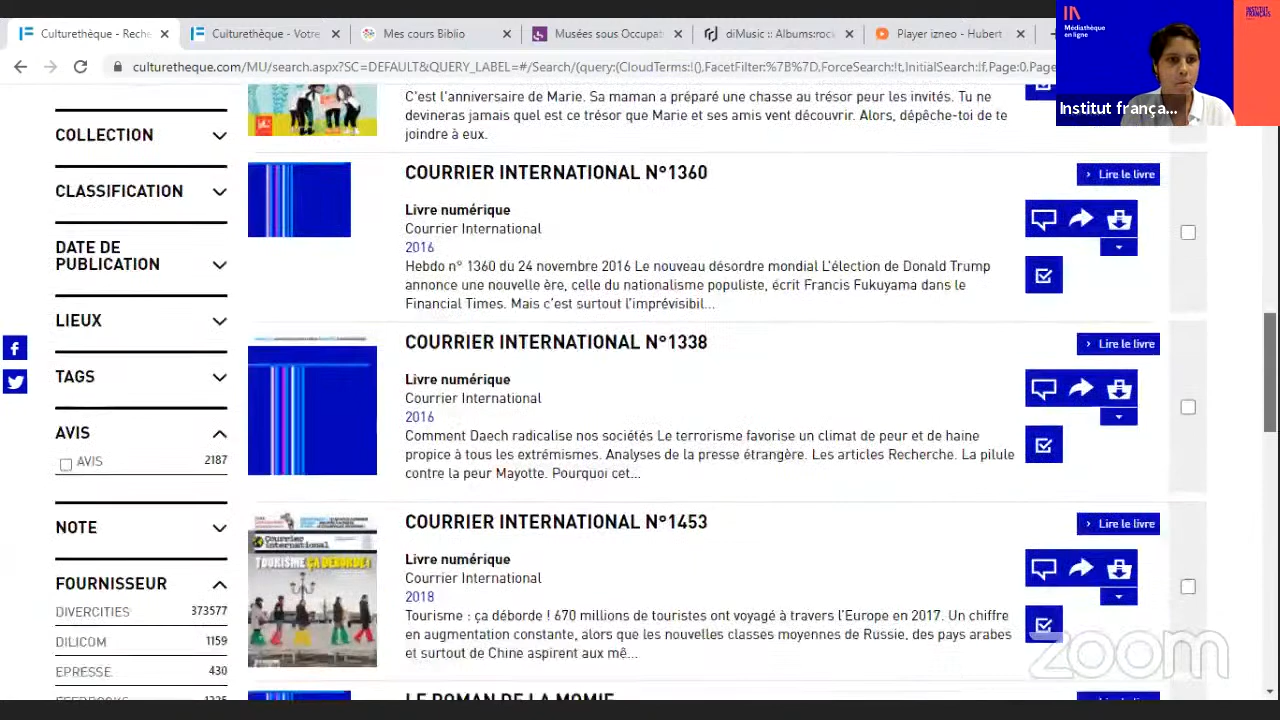 Culturethèque - Reche
Culturethèque - Votre
Mes cours Biblio.
Musées sous Occupat
diMusic :: Albums:rock
Player izneo - Hubert
culturetheque.com/MU/search.aspx?SC=DEFAULT&QUERY_LABEL=#/Search/(query:(CloudTerms:!(),FacetFilter:%7B%7D,ForceSearch:!t,InitialSearch:!f,Page:0,Page
Médiathèque
en ligne
INSTITUT
FRANÇAIS
Institut frança...
C'est l'anniversaire de Marie. Sa maman a préparé une chasse au trésor pour les invités. Tu ne
devineras jamais quel est ce trésor que Marie et ses amis vent découvrir. Alors, dépêche-toi de te
joindre à eux.
COLLECTION
CLASSIFICATION
DATE DE
PUBLICATION
LIEUX
TAGS
AVIS
AVIS 2187
NOTE
FOURNISSEUR
DIVERCITIES 373577
DILICOM 1159
EPRESSE 430
COURRIER INTERNATIONAL N°1360
Lire le livre
Livre numérique
Courrier International
2016
Hebdo n° 1360 du 24 novembre 2016 Le nouveau désordre mondial L'élection de Donald Trump
annonce une nouvelle ère, celle du nationalisme populiste, écrit Francis Fukuyama dans le
Financial Times. Mais c'est surtout l'imprévisibil...
COURRIER INTERNATIONAL N°1338
Lire le livre
Livre numérique
Courrier International
2016
Comment Daech radicalise nos sociétés Le terrorisme favorise un climat de peur et de haine
propice à tous les extrémismes. Analyses de la presse étrangère. Les articles Recherche. La pilule
contre la peur Mayotte. Pourquoi cet...
COURRIER INTERNATIONAL N°1453
Lire le livre
Courrier
international
TOURISME ÇA DÉBORDE !
Livre numérique
Courrier International
2018
Tourisme : ça déborde ! 670 millions de touristes ont voyagé à travers l'Europe en 2017. Un chiffre
en augmentation constante, alors que les nouvelles classes moyennes de Russie, des pays arabes
et surtout de Chine aspirent aux mê...
LE ROMAN DE LA MOMIE
zoom